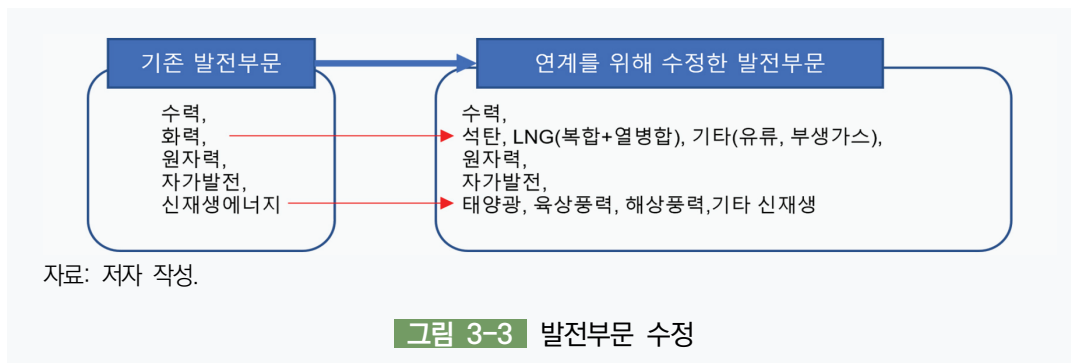 기존 발전부문
수력,
화력,
원자력,
자가발전,
신재생에너지
연계를 위해 수정한 발전부문
수력,
석탄, LNG(복합+열병합), 기타(유류, 부생가스),
원자력,
자가발전,
태양광, 육상풍력, 해상풍력,기타 신재생
자료: 저자 작성.
그림 3-3 발전부문 수정